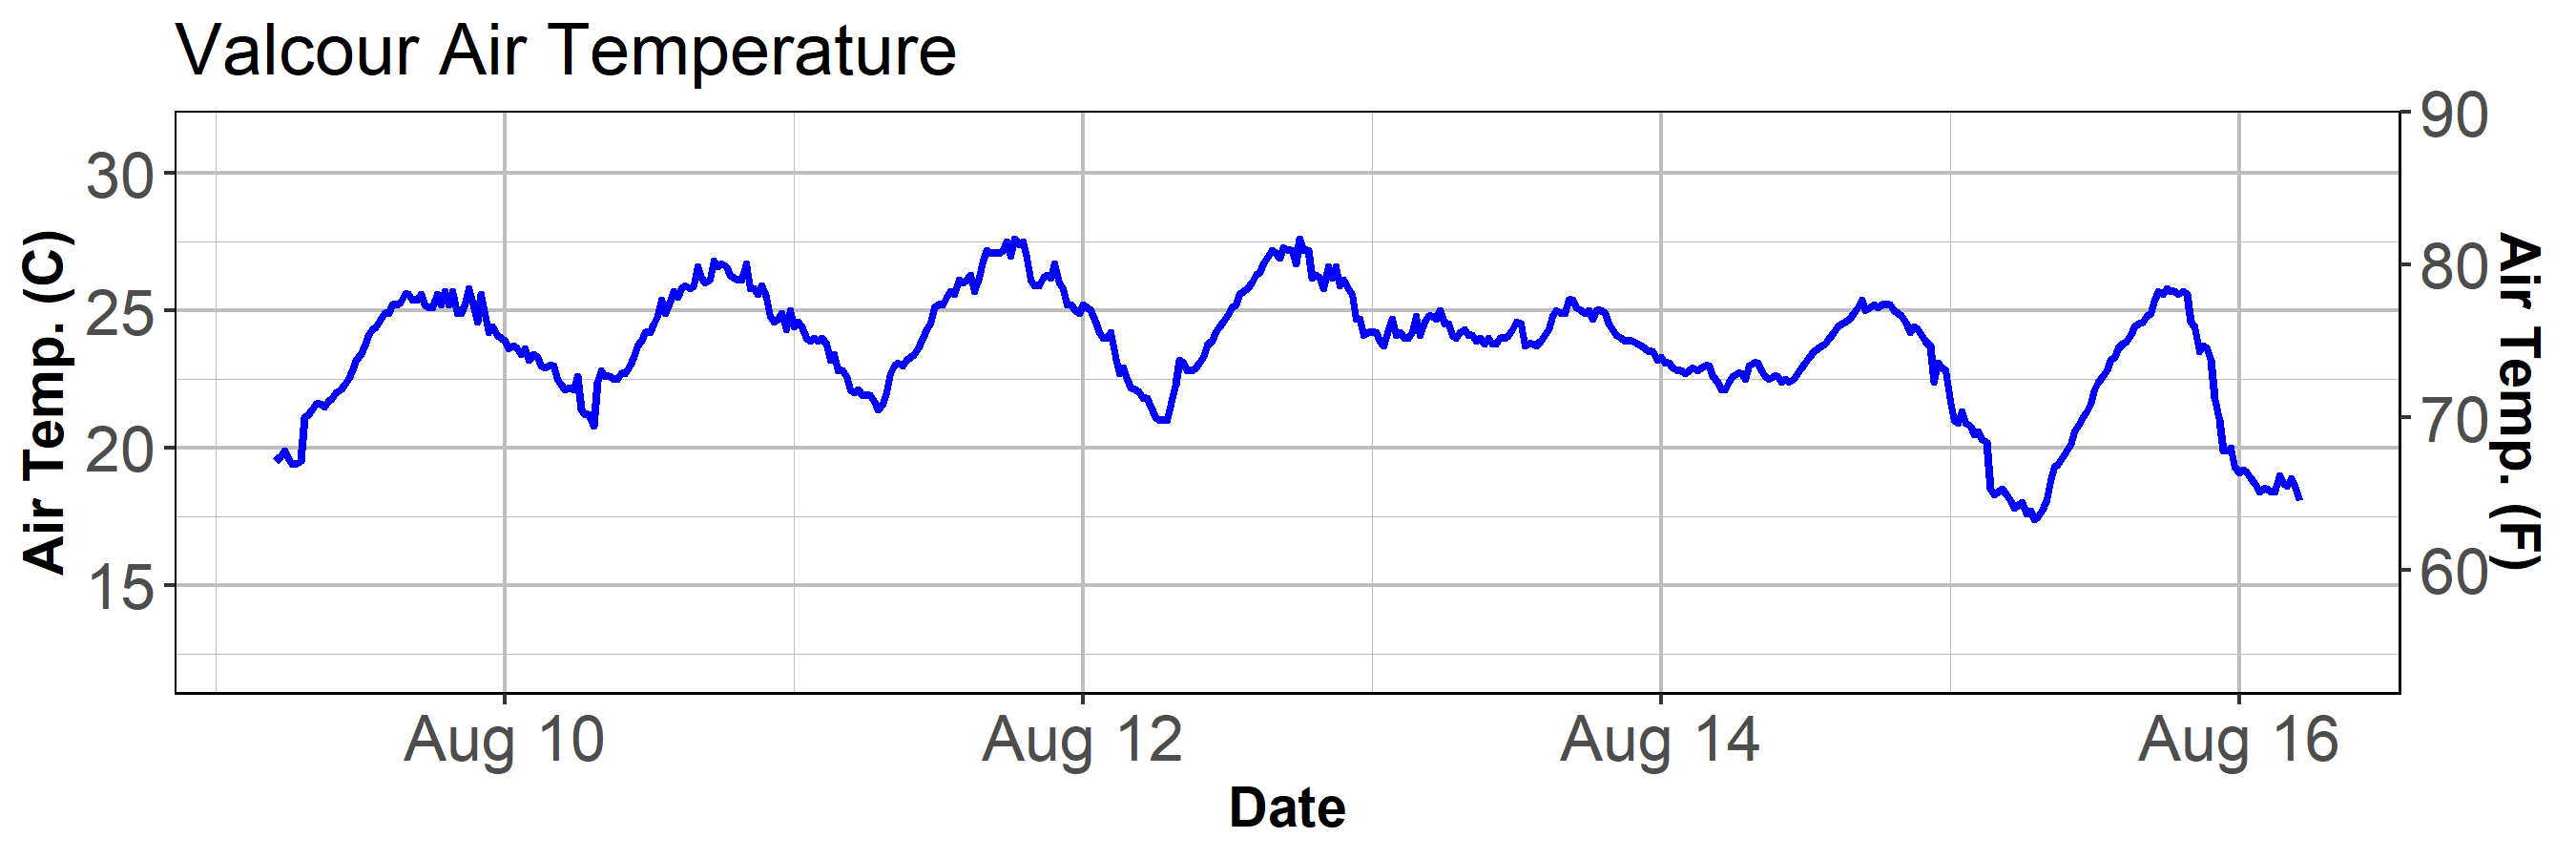 Valcour Air Temperature
90
30
80
25
70
20
60
15
Air Temp. (C)
Air Temp. (F)
Aug 10
Aug 12
Aug 14
Aug 16
Date